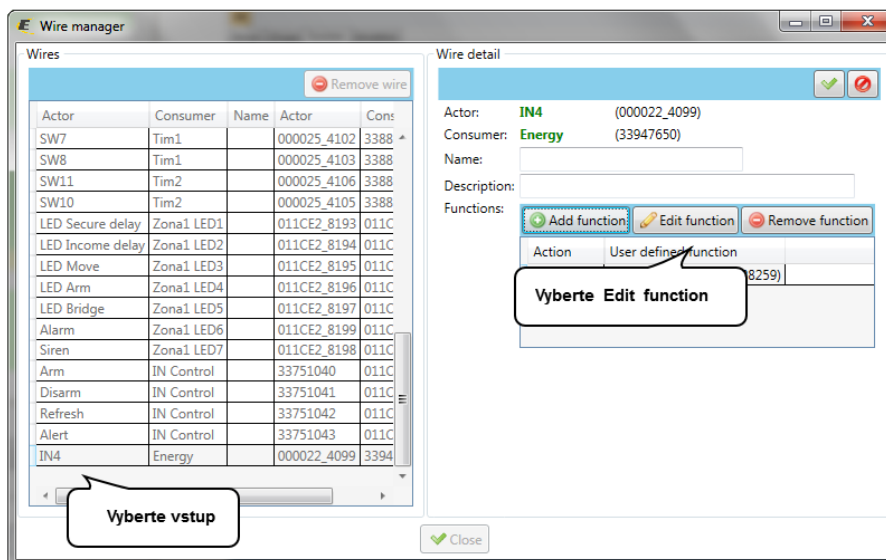 Wire manager
Wires
Remove wire
Actor Consumer Name Actor Cons
SW7 Tim1 000025_4102 3388
SW8 Tim1 000025_4103 3388
SW11 Tim2 000025_4106 3388
SW10 Tim2 000025_4105 3388
LED Secure delay Zona1 LED1 011CE2_8193 011C
LED Income delay Zona1 LED2 011CE2_8194 011C
LED Move Zona1 LED3 011CE2_8195 011C
LED Arm Zona1 LED4 011CE2_8196 011C
LED Bridge Zona1 LED5 011CE2_8197 011C
Alarm Zona1 LED6 011CE2_8199 011C
Siren Zona1 LED7 011CE2_8198 011C
Arm IN Control 33751040 011C
Disarm IN Control 33751041 011C
Refresh IN Control 33751042 011C
Alert IN Control 33751043 011C
IN4 Energy 000022_4099 3394
Vyberte vstup
Wire detail
Actor: IN4 (000022_4099)
Consumer: Energy (33947650)
Name:
Description:
Functions:
Add function Edit function Remove function
Action User defined function
8259)
Vyberte Edit function
Close